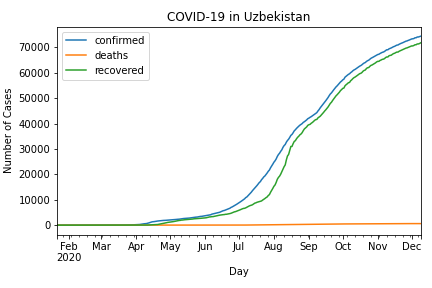 COVID-19 in Uzbekistan
confirmed
deaths
recovered
Number of Cases
70000
60000
50000
40000
30000
20000
10000
0
Feb Mar Apr May Jun Jul Aug Sep Oct Nov Dec
2020
Day